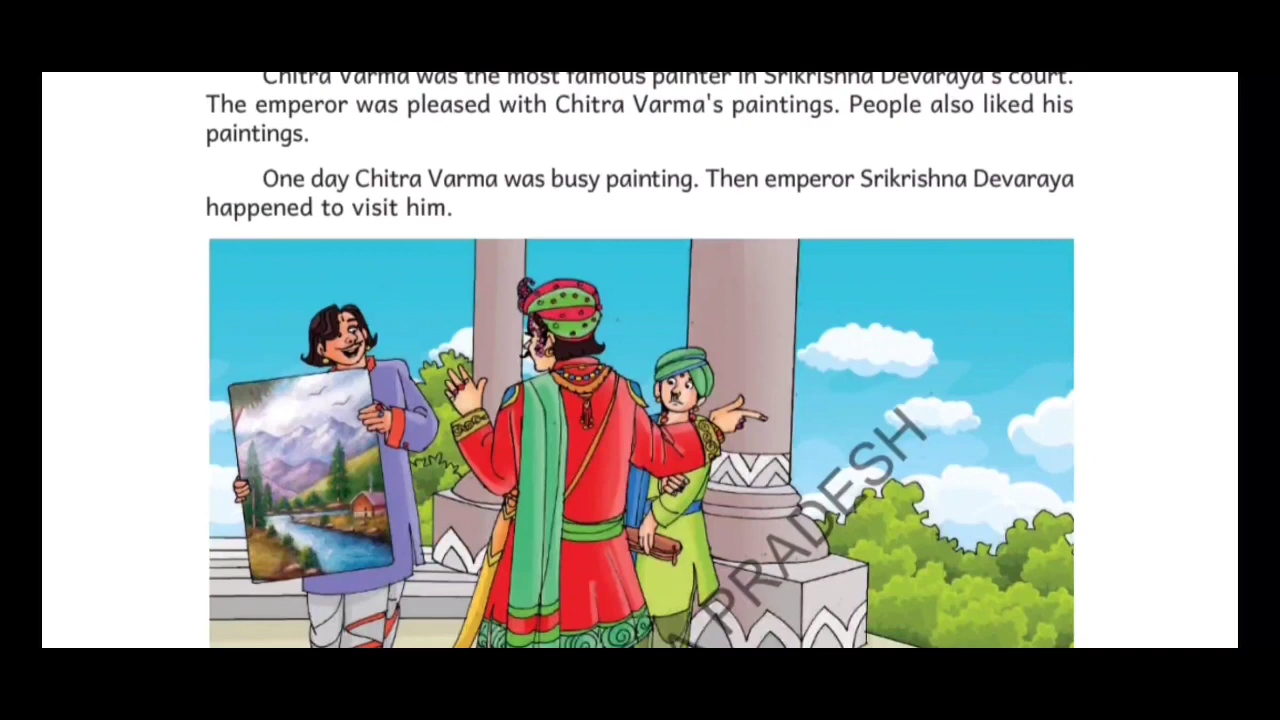 Chitra Varma was the most famous painter in Srikrishna Devaraya's court.
The emperor was pleased with Chitra Varma's paintings. People also liked his
paintings.
One day Chitra Varma was busy painting. Then emperor Srikrishna Devaraya
happened to visit him.
PRADESH